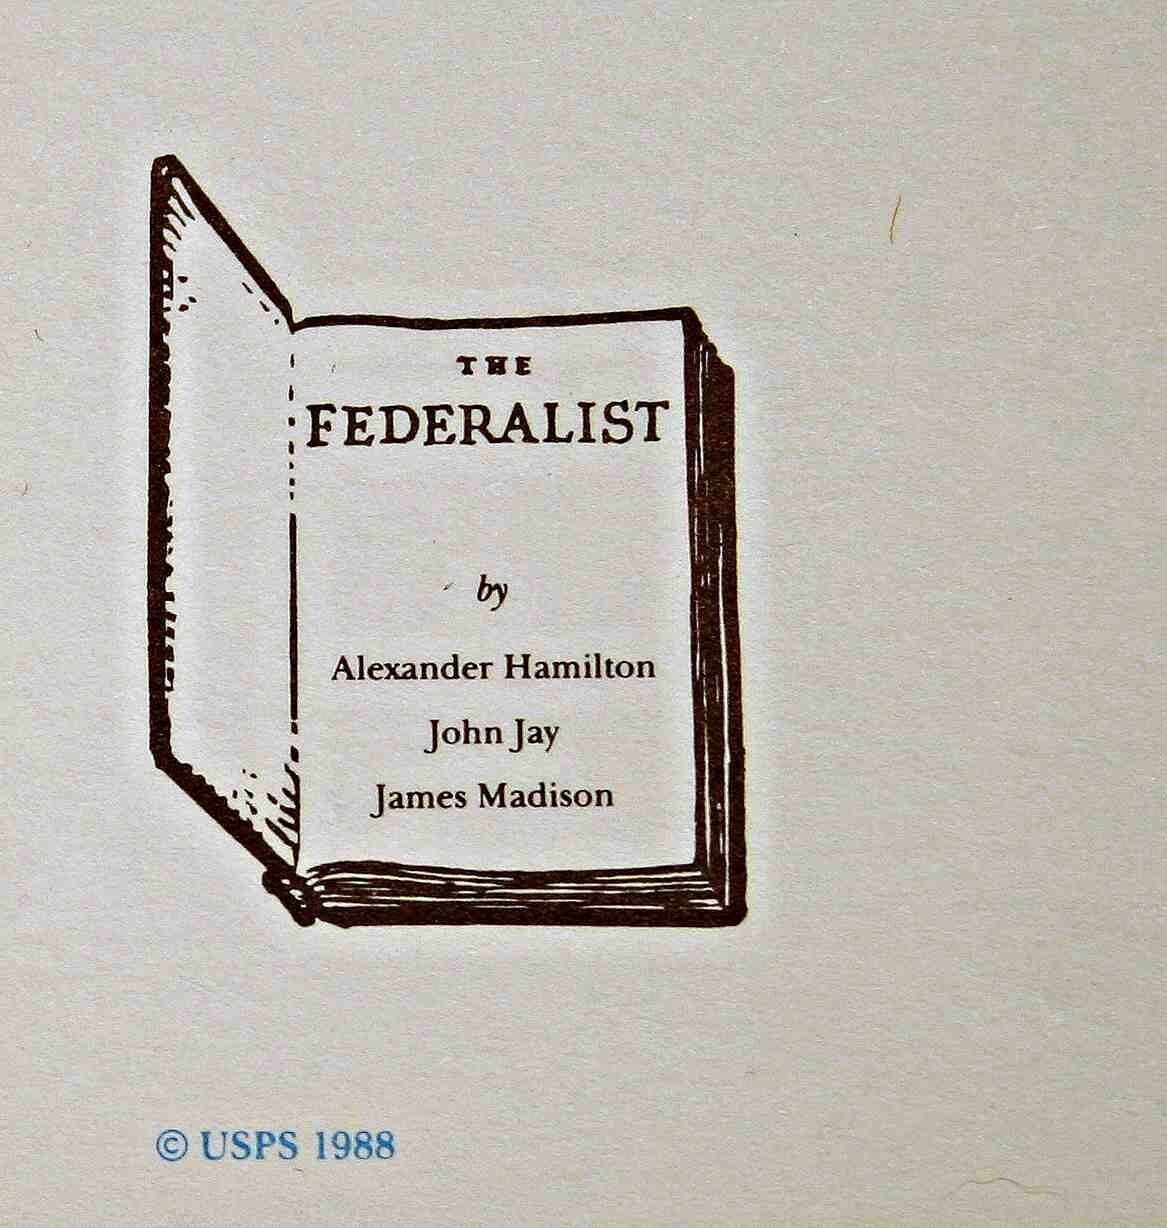 THE
FEDERALIST
by
Alexander Hamilton
John Jay
James Madison
© USPS 1988